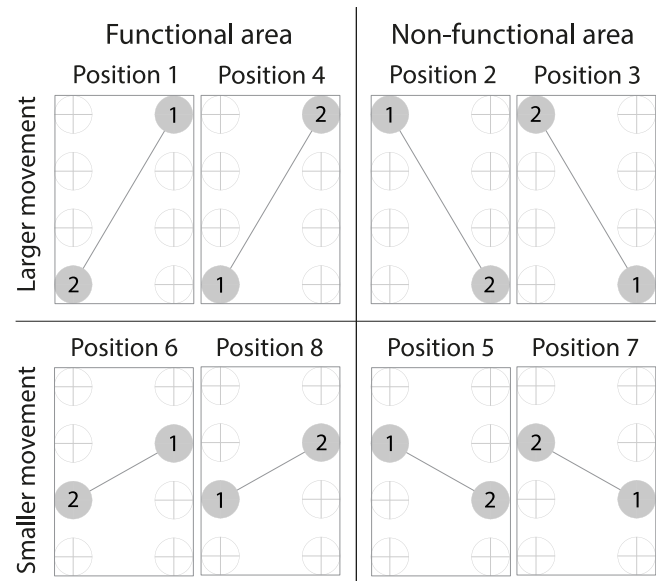 Functional area Non-functional area
Position 1 Position 4 Position 2 Position 3
Larger movement
1 2 1 2
2 1 2 1
Position 6 Position 8 Position 5 Position 7
Smaller movement
1 2 1 2
2 1 2 1